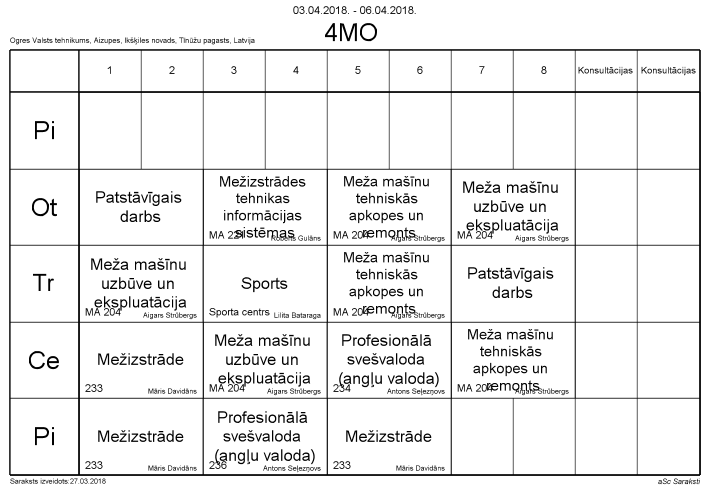 03.04.2018. - 06.04.2018.
4MO
Ogres Valsts tehnikums, Aizupes, Ikšķiles novads, Tīnūžu pagasts, Latvija
1 2 3 4 5 6 7 8 Konsultācijas Konsultācijas
Pi
Ot
Patstāvīgais
darbs
Mežizstrādes
tehnikas
informācijas
sistēmas
MA 221 Roberts Gulāns
Meža mašīnu
tehniskās
apkopes un
remonts
MA 204 Aigars Strūbergs
Meža mašīnu
uzbūve un
ekspluatācija
MA 204 Aigars Strūbergs
Tr
Meža mašīnu
uzbūve un
ekspluatācija
MA 204 Aigars Strūbergs
Sports
Sporta centrs Lilita Bataraga
Meža mašīnu
tehniskās
apkopes un
remonts
MA 204 Aigars Strūbergs
Patstāvīgais
darbs
Ce
Mežizstrāde
233 Māris Davidāns
Meža mašīnu
uzbūve un
ekspluatācija
MA 204 Aigars Strūbergs
Profesionālā
svešvaloda
(angļu valoda)
234 Antons Seļezņovs
Meža mašīnu
tehniskās
apkopes un
remonts
MA 204 Aigars Strūbergs
Pi
Mežizstrāde
233 Māris Davidāns
Profesionālā
svešvaloda
(angļu valoda)
236 Antons Seļezņovs
Mežizstrāde
233 Māris Davidāns
Saraksts izveidots:27.03.2018 aSc Saraksti